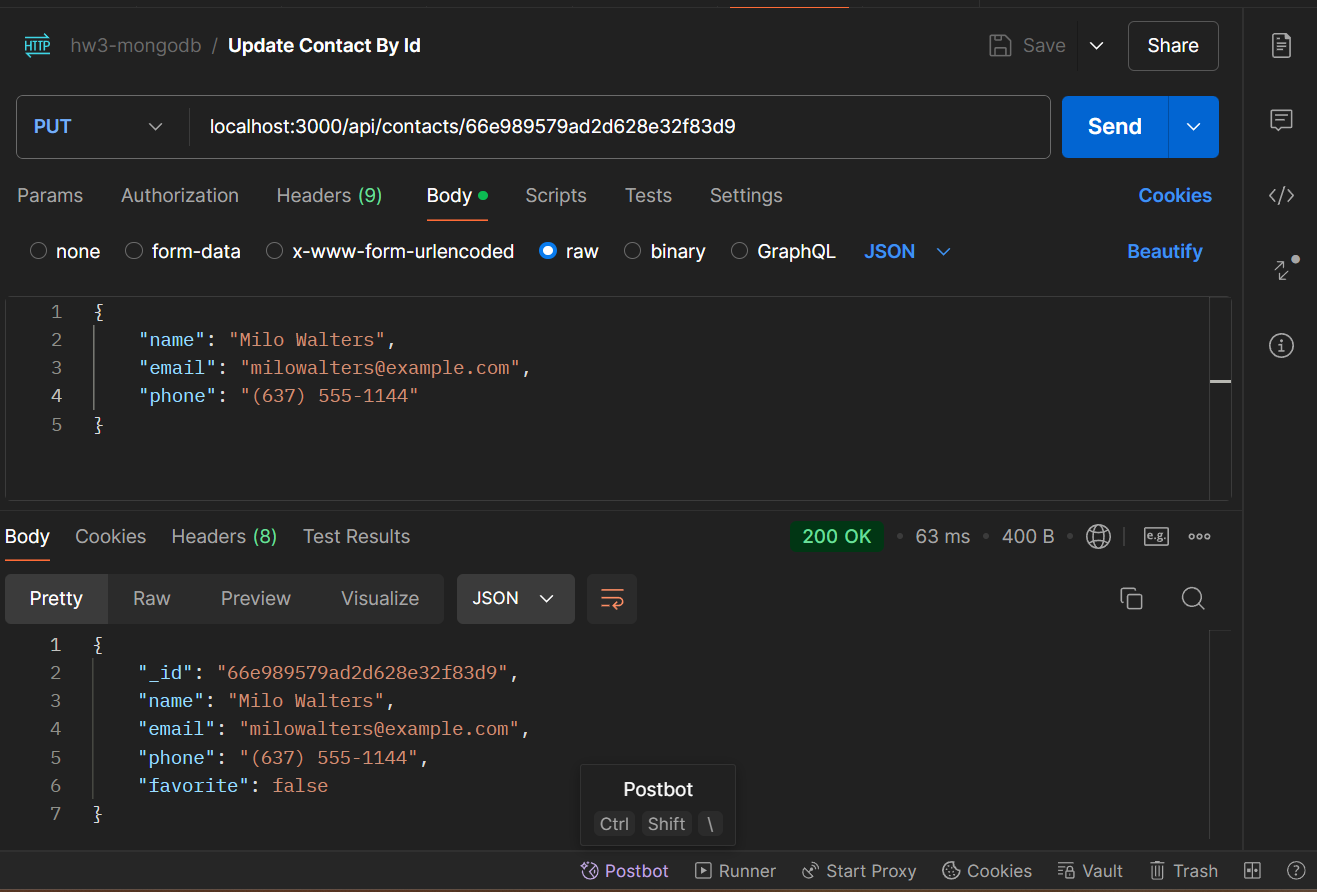 HTTP hw3-mongodb / Update Contact By Id Save Share
PUT localhost:3000/api/contacts/66e989579ad2d628e32f83d9 Send
Params Authorization Headers (9) Body Scripts Tests Settings Cookies
none form-data x-www-form-urlencoded raw binary GraphQL JSON Beautify
1 {
2 "name": "Milo Walters",
3 "email": "milowalters@example.com",
4 "phone": "(637) 555-1144"
5 }
Body Cookies Headers (8) Test Results 200 OK • 63 ms • 400 B • e.g.
Pretty Raw Preview Visualize JSON
1 {
2 "_id": "66e989579ad2d628e32f83d9",
3 "name": "Milo Walters",
4 "email": "milowalters@example.com",
5 "phone": "(637) 555-1144",
6 "favorite": false
7 }
Postbot
Ctrl Shift \
Postbot Runner Start Proxy Cookies Vault Trash